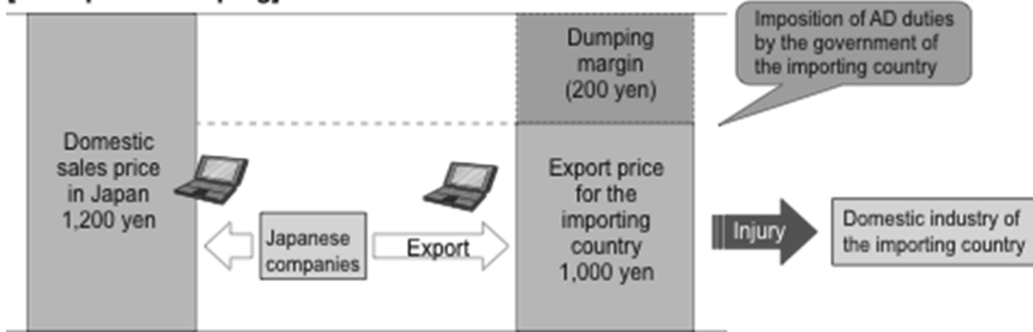 Dumping
margin
(200 yen)
Imposition of AD duties
by the government of
the importing country
Domestic
sales price
in Japan
1,200 yen
Japanese
companies
Export
Export price
for the
importing
country
1,000 yen
Injury
Domestic industry of
the importing country